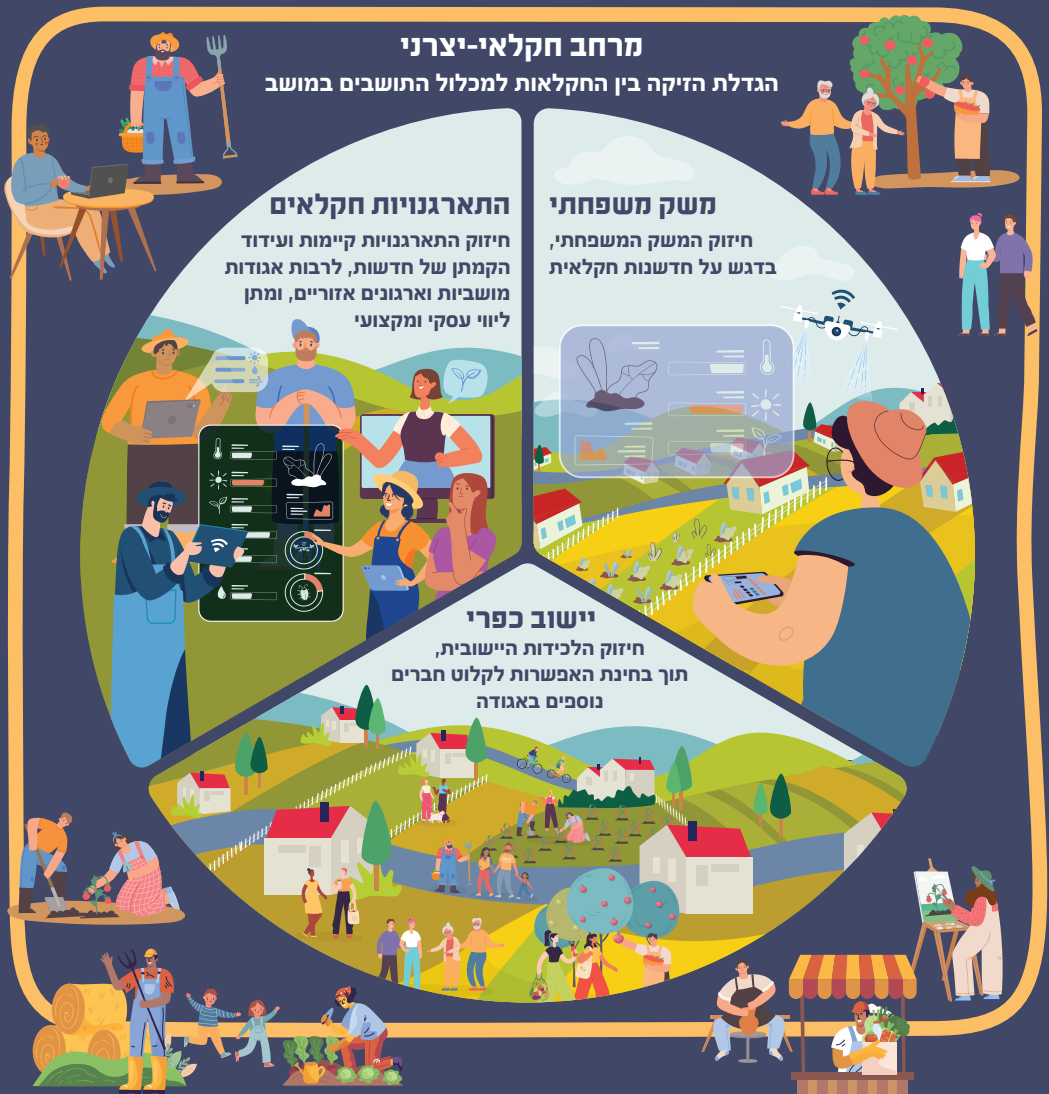 מרחב חקלאי-יצרני
הגדלת הזיקה בין החקלאות למכלול התושבים במושב
משק משפחתי
חיזוק המשק המשפחתי,
בדגש על חדשנות חקלאית
התארגנויות חקלאים
חיזוק התארגנויות קיימות ועידוד
הקמתן של חדשות, לרבות אגודות
מושביות וארגונים אזוריים, ומתן
ליווי עסקי ומקצועי
יישוב כפרי
חיזוק הלכידות היישובית,
תוך בחינת האפשרות לקלוט חברים
נוספים באגודה